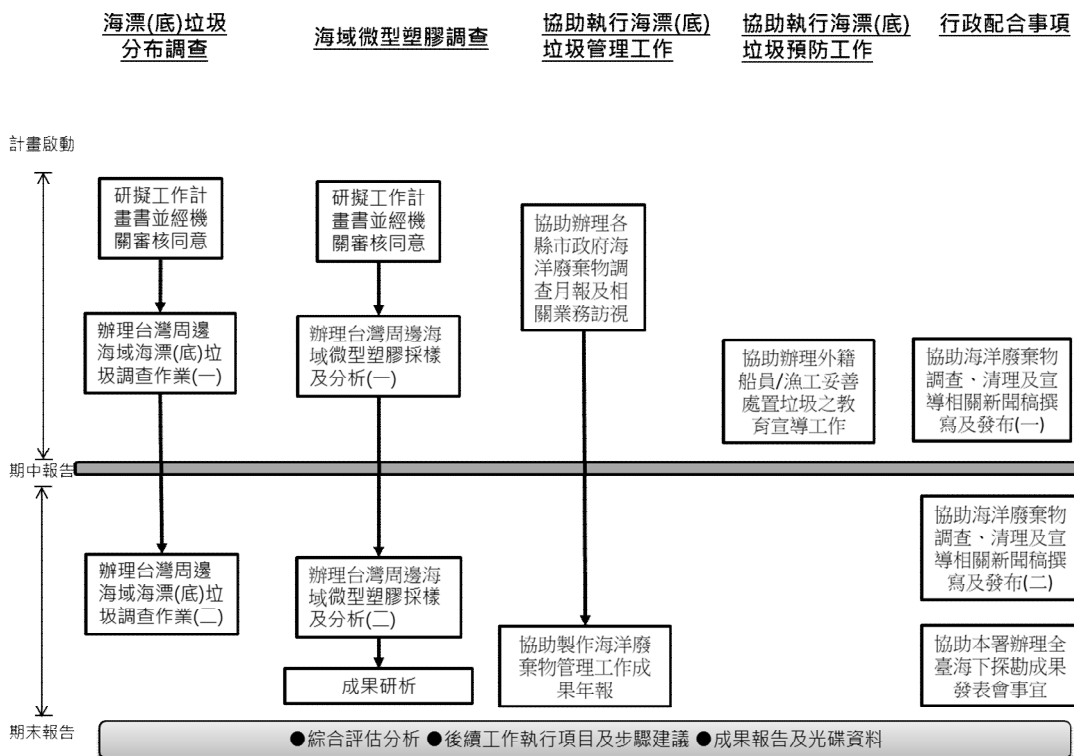 海漂(底)垃圾
分布調查
海域微型塑膠調查
協助執行海漂(底)
垃圾管理工作
協助執行海漂(底)
垃圾預防工作
行政配合事項
計畫啟動
研擬工作計
畫書並經機
關審核同意
研擬工作計
畫書並經機
關審核同意
協助辦理各
縣市政府海
洋廢棄物調
查月報及相
關業務訪視
辦理台灣周邊
海域海漂(底)垃
圾調查作業(一)
辦理台灣周邊海
域微型塑膠採樣
及分析(一)
協助辦理外籍
船員/漁工妥善
處置垃圾之教
育宣導工作
協助海洋廢棄物
調查、清理及宣
導相關新聞稿撰
寫及發布(一)
期中報告
協助海洋廢棄物
調查、清理及宣
導相關新聞稿撰
寫及發布(二)
辦理台灣周邊
海域海漂(底)垃
圾調查作業(二)
辦理台灣周邊海
域微型塑膠採樣
及分析(二)
協助製作海洋廢
棄物管理工作成
果年報
協助本署辦理全
臺海下探勘成果
發表會事宜
成果研析
期末報告
●綜合評估分析 ●後續工作執行項目及步驟建議 ●成果報告及光碟資料